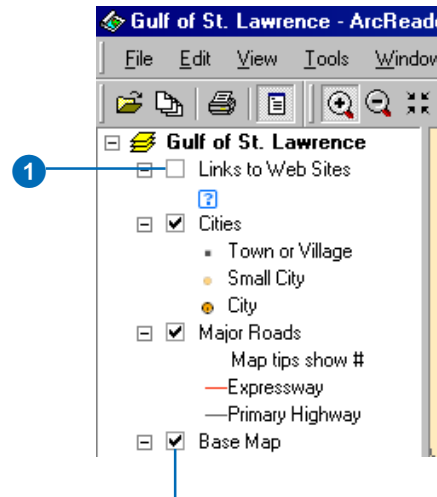 Gulf of St. Lawrence - ArcReade
File Edit View Tools Window
Gulf of St. Lawrence
1
Links to Web Sites
?
Cities
Town or Village
Small City
City
Major Roads
Map tips show #
Expressway
Primary Highway
Base Map